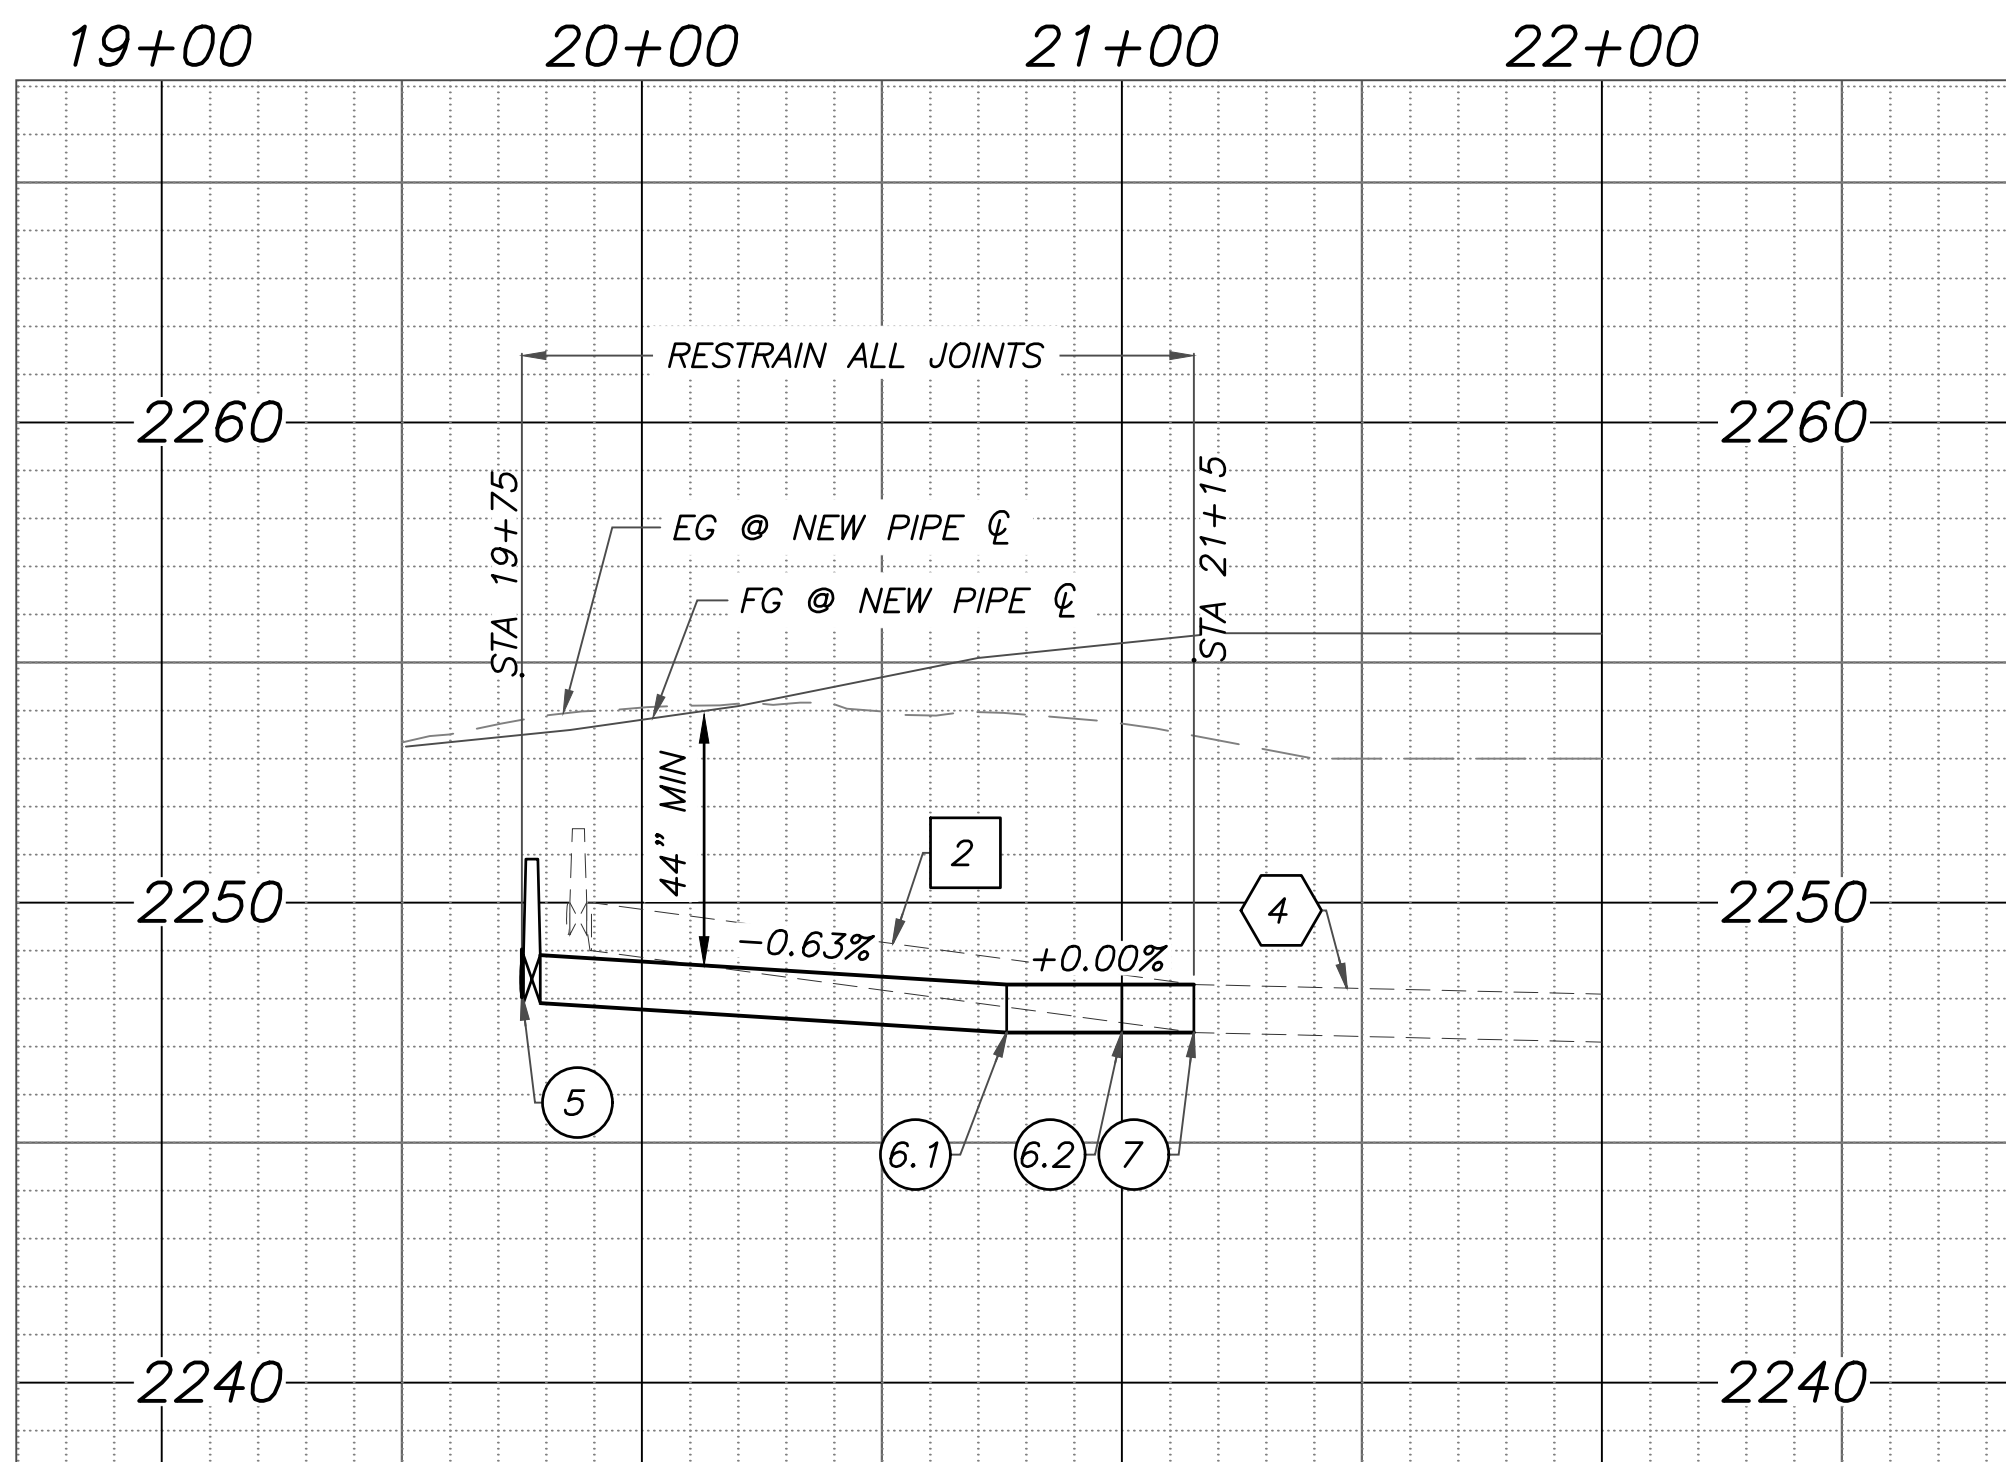 19+00 20+00 21+00 22+00
RESTRAIN ALL JOINTS
2260 2260
STA 19+75
STA 21+15
EG @ NEW PIPE ℄
FG @ NEW PIPE ℄
44" MIN
2
2250 2250
4
-0.63%
+0.00%
5
6.1 6.2 7
2240 2240